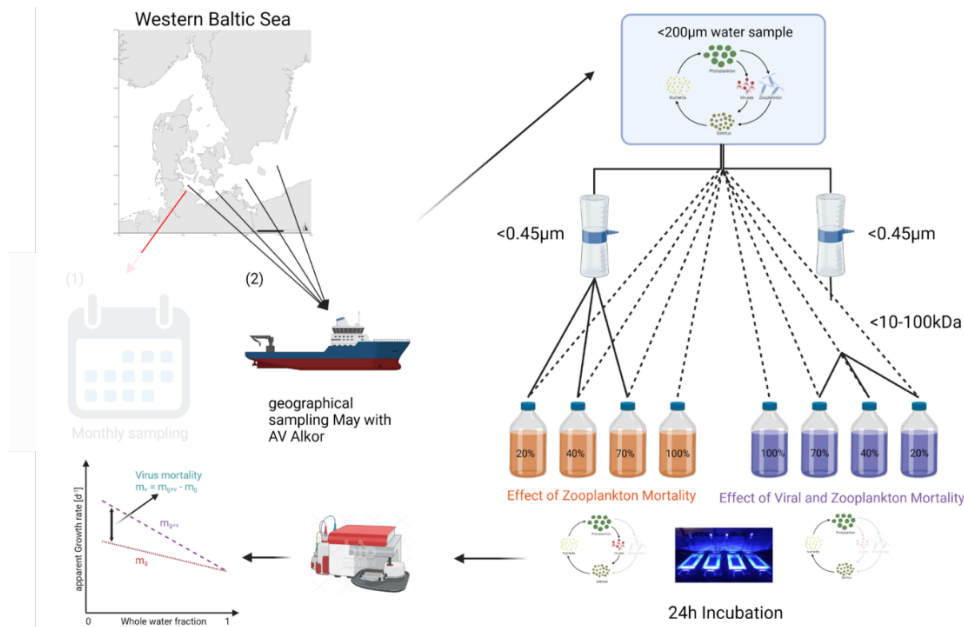 Western Baltic Sea
<200µm water sample
Phytoplankton
Nutrients
Viruses
Zooplankton
Detritus
<0.45µm
<0.45µm
<10-100kDa
(1)
(2)
Monthly sampling
geographical
sampling May with
AV Alkor
20%
40%
70%
100%
100%
70%
40%
20%
Effect of Zooplankton Mortality
Effect of Viral and Zooplankton Mortality
24h Incubation
apparent Growth rate [d⁻¹]
Virus mortality
mᵥ = m_g+v - m_g
m_g+v
m_g
0
Whole water fraction
1